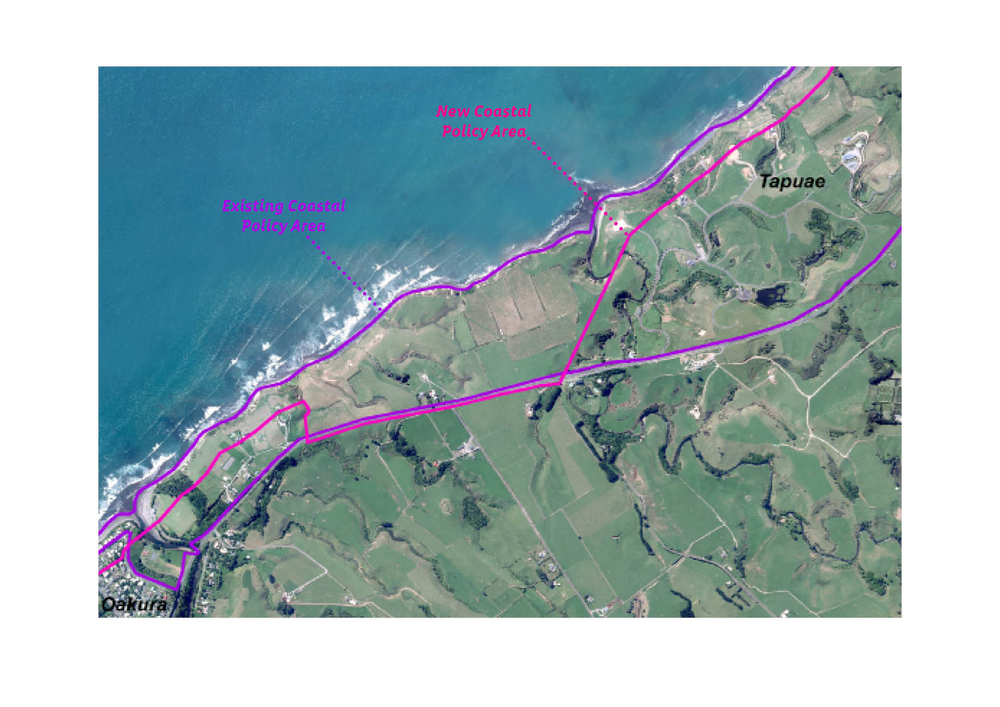 New Coastal
Policy Area
Existing Coastal
Policy Area
Tapuae
Oakura